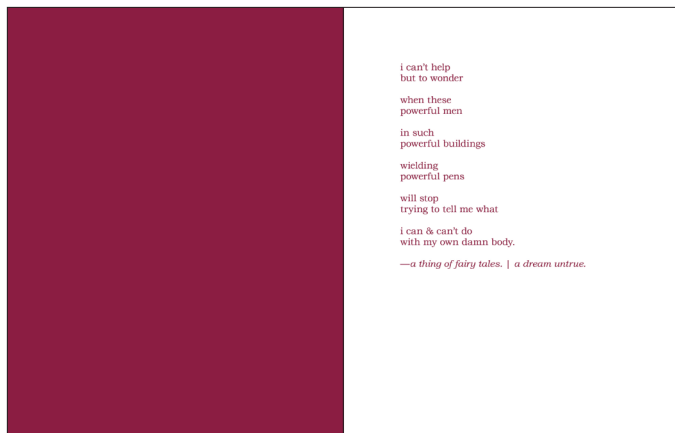 i can't help
but to wonder
when these
powerful men
in such
powerful buildings
wielding
powerful pens
will stop
trying to tell me what
i can & can't do
with my own damn body.
—a thing of fairy tales. | a dream untrue.